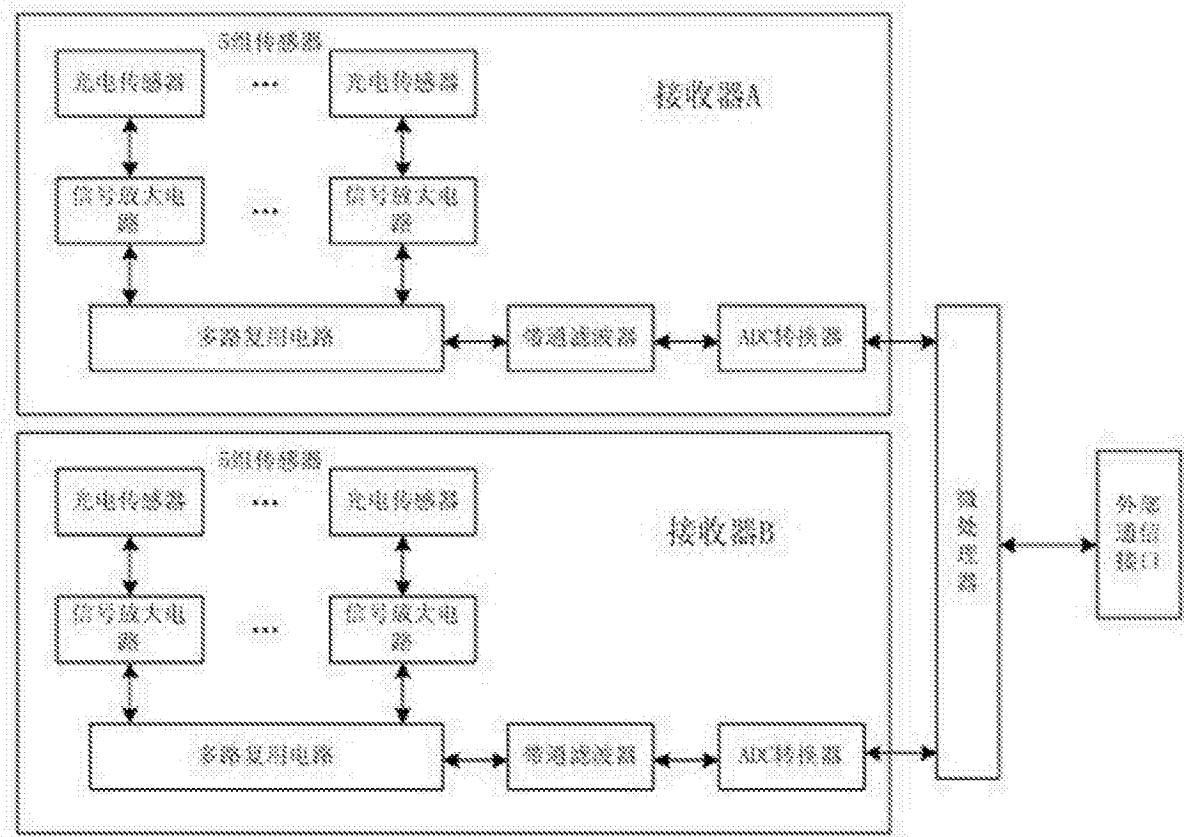 5组传感器
光电传感器
...
光电传感器
接收器A
信号放大电
路
...
信号放大电
路
多路复用电路
带通滤波器
ADC转换器
5组传感器
光电传感器
...
光电传感器
接收器B
信号放大电
路
...
信号放大电
路
多路复用电路
带通滤波器
ADC转换器
微
处
理
器
外部
通信
接口